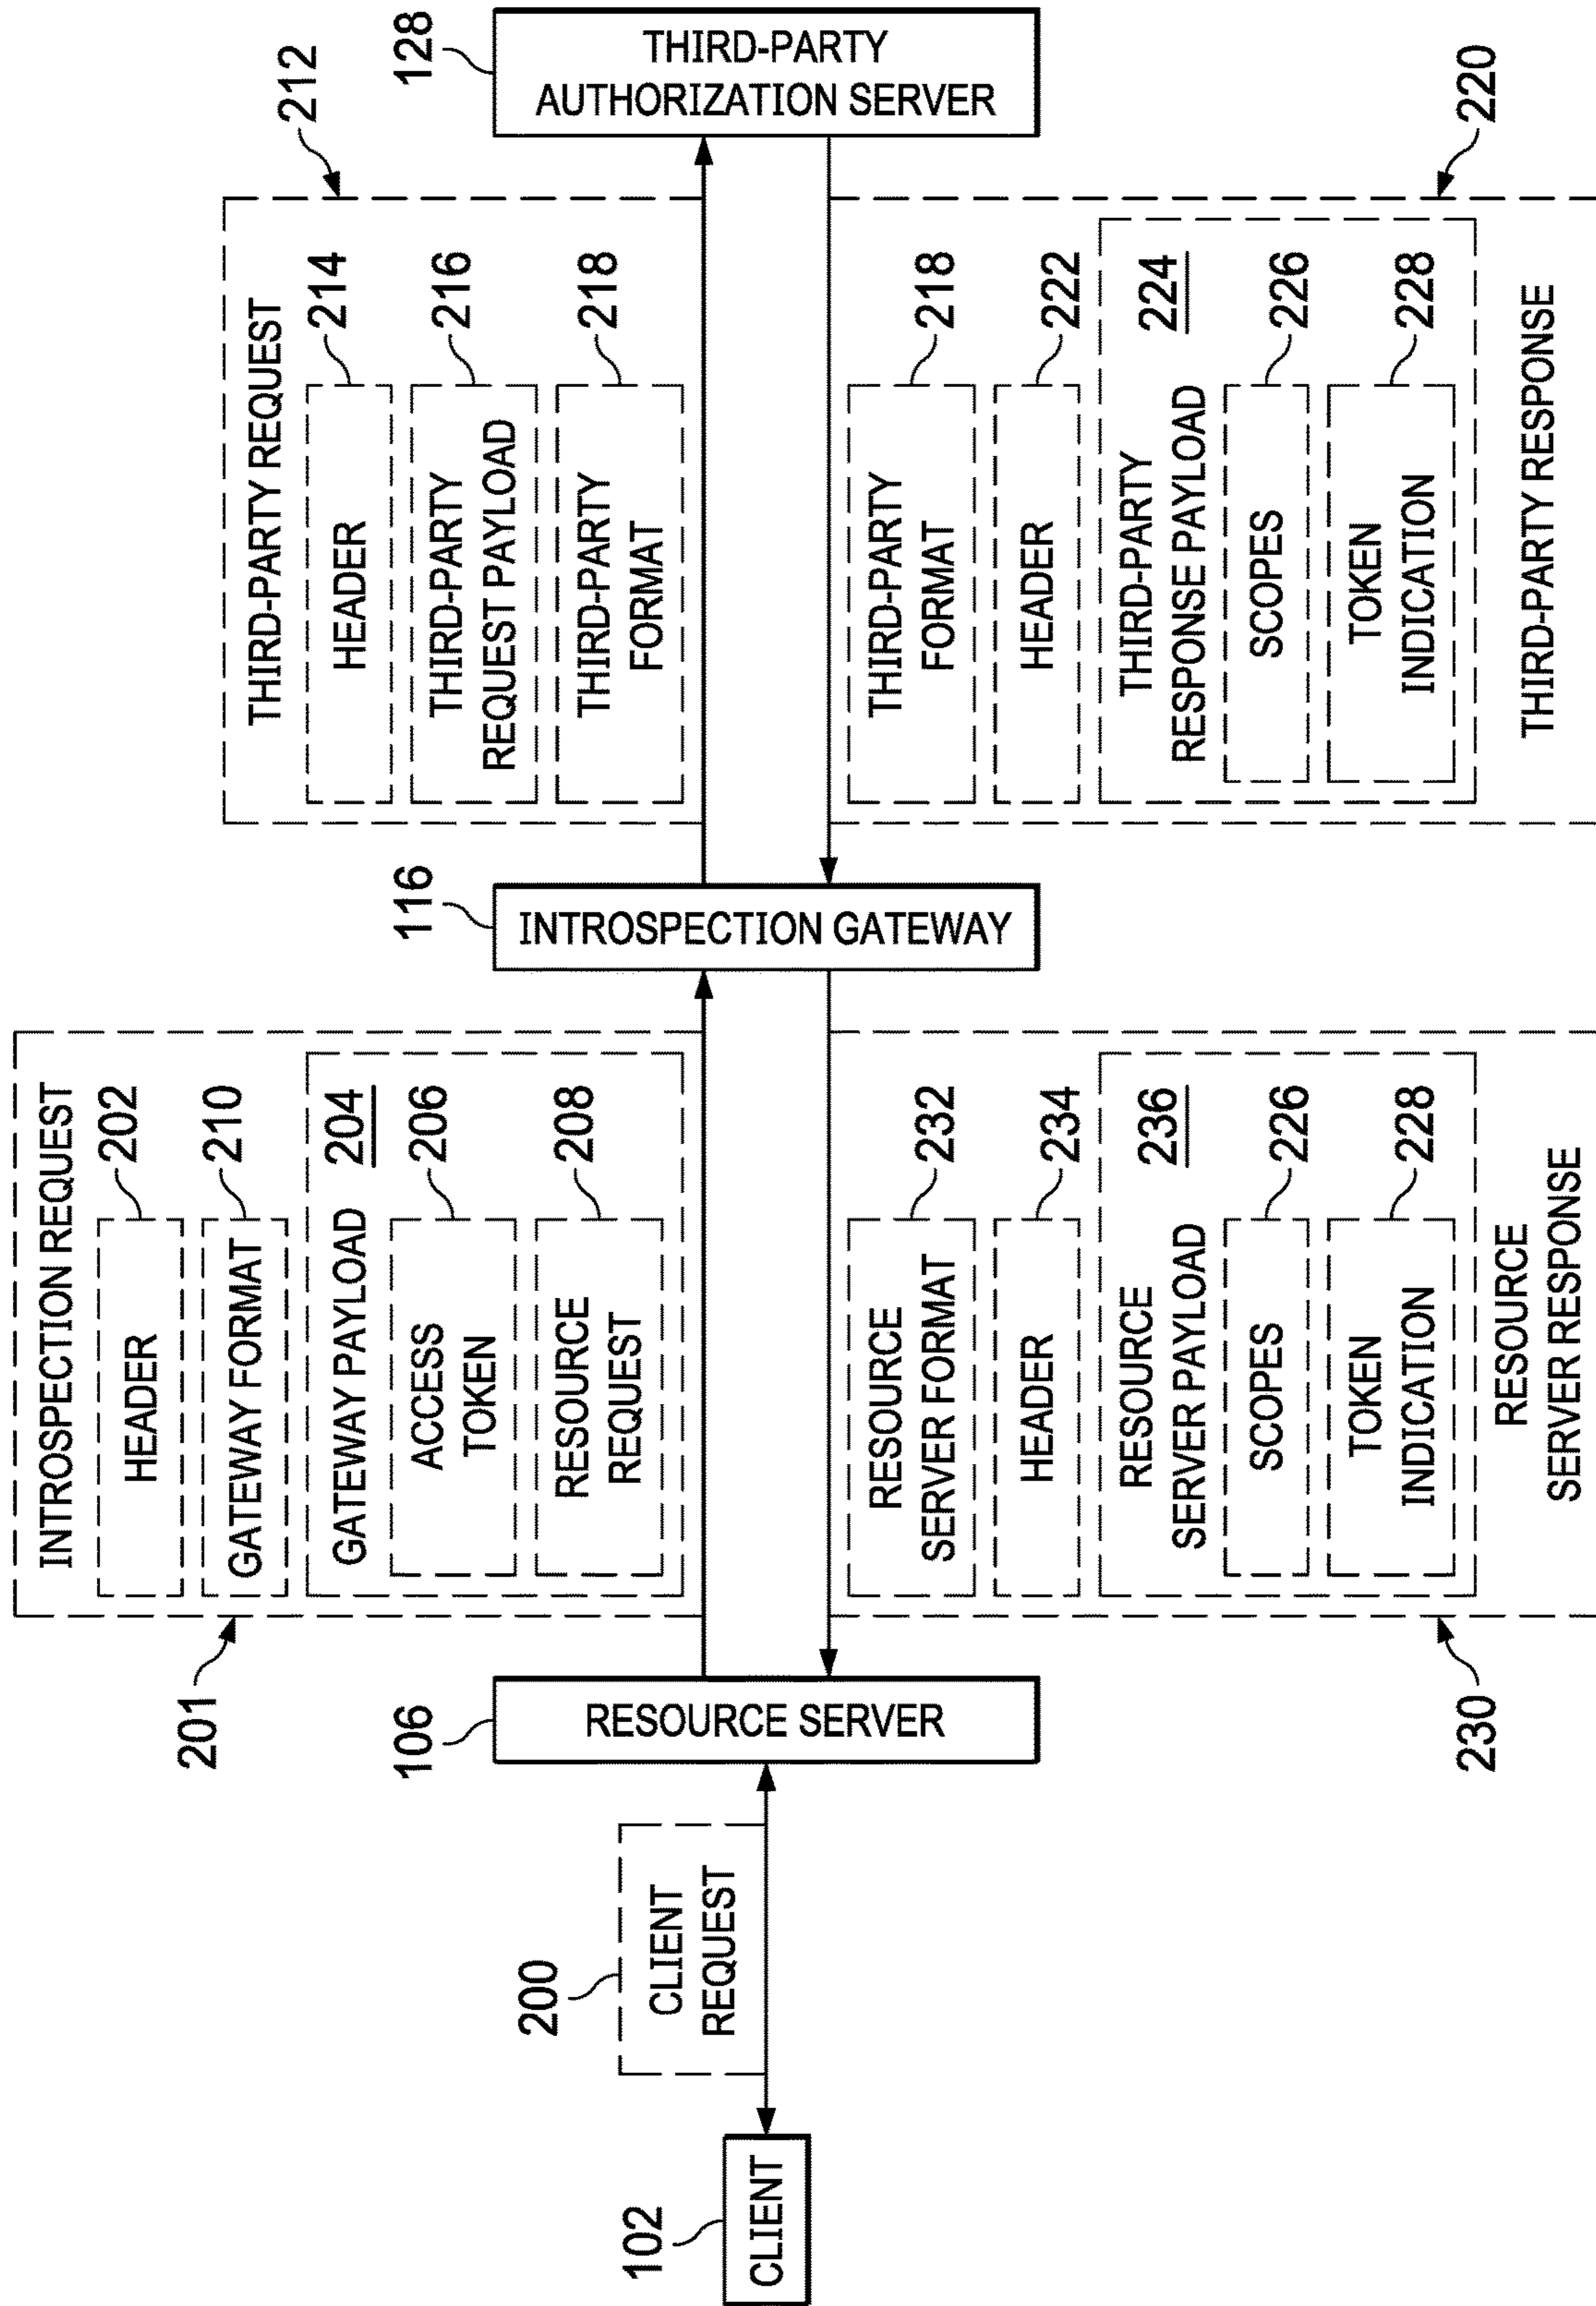 INTROSPECTION REQUEST
202
HEADER
210
GATEWAY FORMAT
GATEWAY PAYLOAD 204
206
ACCESS
TOKEN
208
RESOURCE
REQUEST
201
THIRD-PARTY REQUEST
212
214
HEADER
216
THIRD-PARTY
REQUEST PAYLOAD
218
THIRD-PARTY
FORMAT
102
CLIENT
200
CLIENT
REQUEST
106
RESOURCE SERVER
116
INTROSPECTION GATEWAY
128
THIRD-PARTY
AUTHORIZATION SERVER
232
RESOURCE
SERVER FORMAT
234
HEADER
RESOURCE
SERVER PAYLOAD
236
226
SCOPES
228
TOKEN
INDICATION
RESOURCE
SERVER RESPONSE
230
218
THIRD-PARTY
FORMAT
222
HEADER
THIRD-PARTY
RESPONSE PAYLOAD
224
226
SCOPES
228
TOKEN
INDICATION
THIRD-PARTY RESPONSE
220